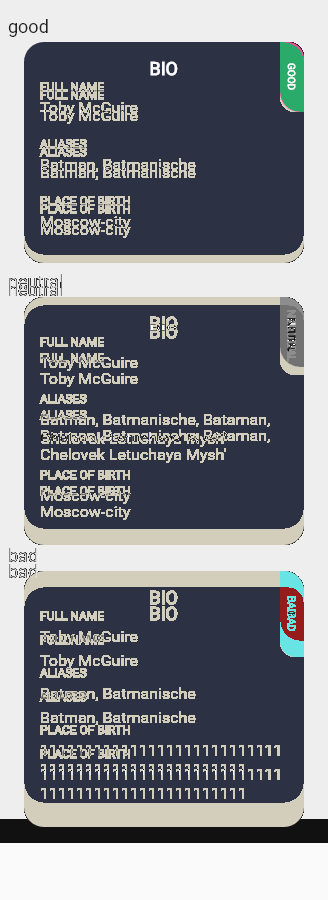 good
BIO
GOOD
FULL NAME
FULL NAME
Toby McGuire
Toby McGuire
ALIASES
ALIASES
Batman, Batmanische
Batman, Batmanische
PLACE OF BIRTH
PLACE OF BIRTH
Moscow-city
Moscow-city
neutral
neutral
BIO
BIO
FULL NAME
FULL NAME
Toby McGuire
Toby McGuire
ALIASES
ALIASES
Batman, Batmanische, Bataman,
Batman, Batmanische, Bataman,
Chelovek Letuchaya Mysh'
Chelovek Letuchaya Mysh'
PLACE OF BIRTH
PLACE OF BIRTH
Moscow-city
Moscow-city
bad
bad
BIO
BIO
BAD
BAD
FULL NAME
FULL NAME
Toby McGuire
Toby McGuire
ALIASES
ALIASES
Batman, Batmanische
Batman, Batmanische
PLACE OF BIRTH
PLACE OF BIRTH